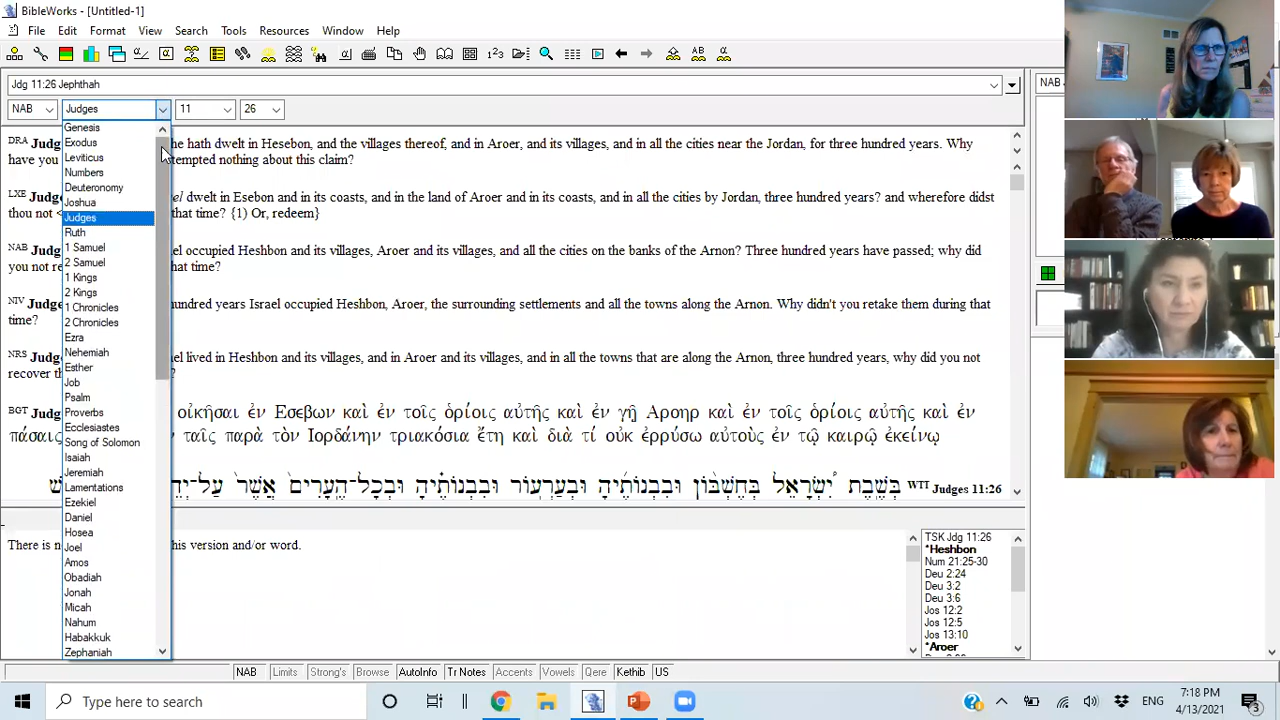 BibleWorks - [Untitled-1]
File Edit Format View Search Tools Resources Window Help
Jdg 11:26 Jephthah
NAB
NAB Judges 11 26
Genesis
Exodus
Leviticus
Numbers
Deuteronomy
Joshua
Judges
Ruth
1 Samuel
2 Samuel
1 Kings
2 Kings
1 Chronicles
2 Chronicles
Ezra
Nehemiah
Esther
Job
Psalm
Proverbs
Ecclesiastes
Song of Solomon
Isaiah
Jeremiah
Lamentations
Ezekiel
Daniel
Hosea
Joel
Amos
Obadiah
Jonah
Micah
Nahum
Habakkuk
Zephaniah
DRA he hath dwelt in Hesebon, and the villages thereof, and in Aroer, and its villages, and in all the cities near the Jordan, for three hundred years. Why
have you attempted nothing about this claim?
LXE dwelt in Esebon and in its coasts, and in the land of Aroer and in its coasts, and in all the cities by Jordan, three hundred years? and wherefore didst
thou not that time? {1) Or, redeem}
NAB occupied Heshbon and its villages, Aroer and its villages, and all the cities on the banks of the Arnon? Three hundred years have passed; why did
you not that time?
NIV hundred years Israel occupied Heshbon, Aroer, the surrounding settlements and all the towns along the Arnon. Why didn't you retake them during that
time?
NRS lived in Heshbon and its villages, and in Aroer and its villages, and in all the towns that are along the Arnon, three hundred years, why did you not
recover
BGT οἰκῆσαι ἐν Εσεβων καὶ ἐν τοῖς ὁρίοις αὐτῆς καὶ ἐν γῇ Αροηρ καὶ ἐν τοῖς ὁρίοις αὐτῆς καὶ ἐν
πάσαις ταῖς παρὰ τὸν Ιορδάνην τριακόσια ἔτη καὶ διὰ τί οὐκ ἐρρύσω αὐτοὺς ἐν τῷ καιρῷ ἐκείνῳ
WTT Judges 11:26 בְּשֶׁבֶת יִ֠שְׂרָאֵל בְּחֶשְׁבּ֨וֹן וּבִבְנוֹתֶ֜יהָ וּבְעַרְע֣וֹר וּבִבְנוֹתֶ֗יהָ וּבְכָל־הֶֽעָרִים֙ אֲשֶׁר֙ עַל־
There is this version and/or word.
TSK Jdg 11:26
*Heshbon
Num 21:25-30
Deu 2:24
Deu 3:2
Deu 3:6
Jos 12:2
Jos 12:5
Jos 13:10
*Aroer
NAB Limits Strong's Browse AutoInfo Tr Notes Accents Vowels Qere Kethib US
Type here to search
ENG
7:18 PM
4/13/2021
3